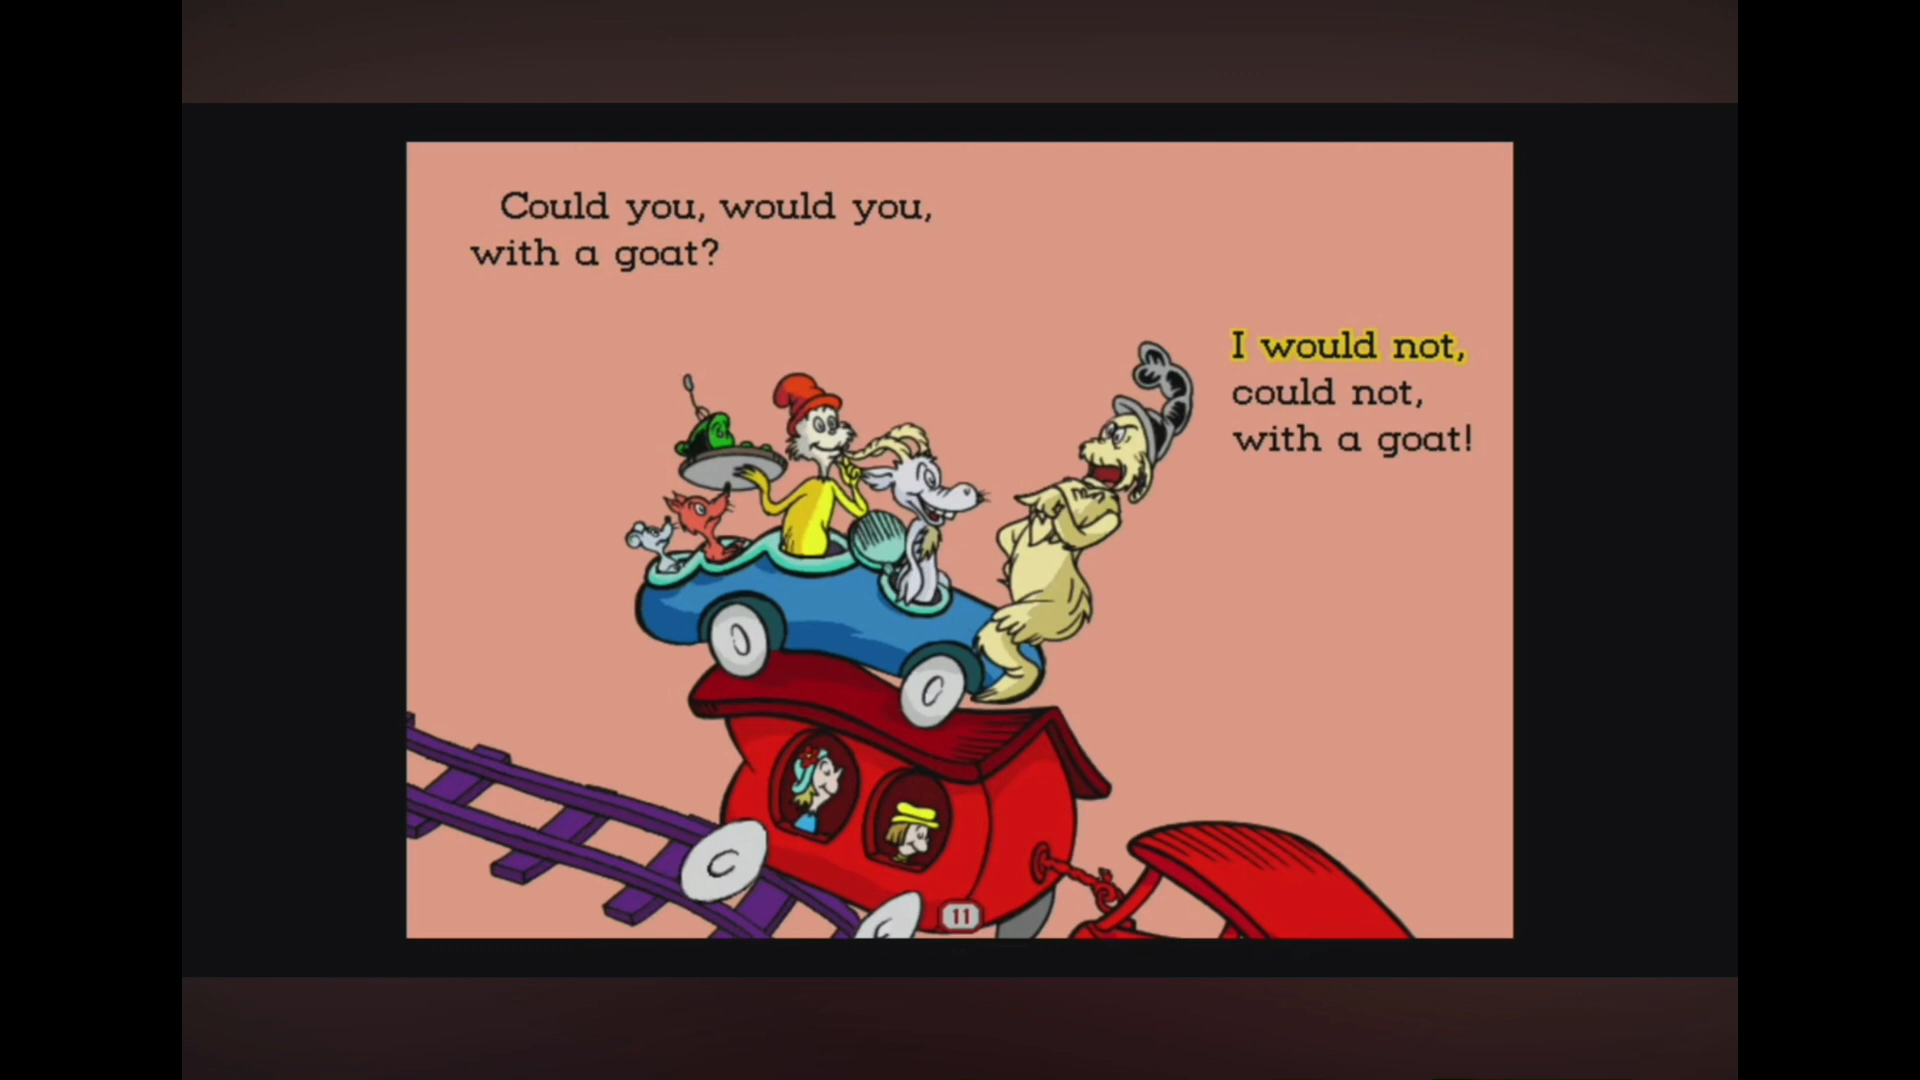 Could you, would you,
with a goat?
I would not,
could not,
with a goat!
11